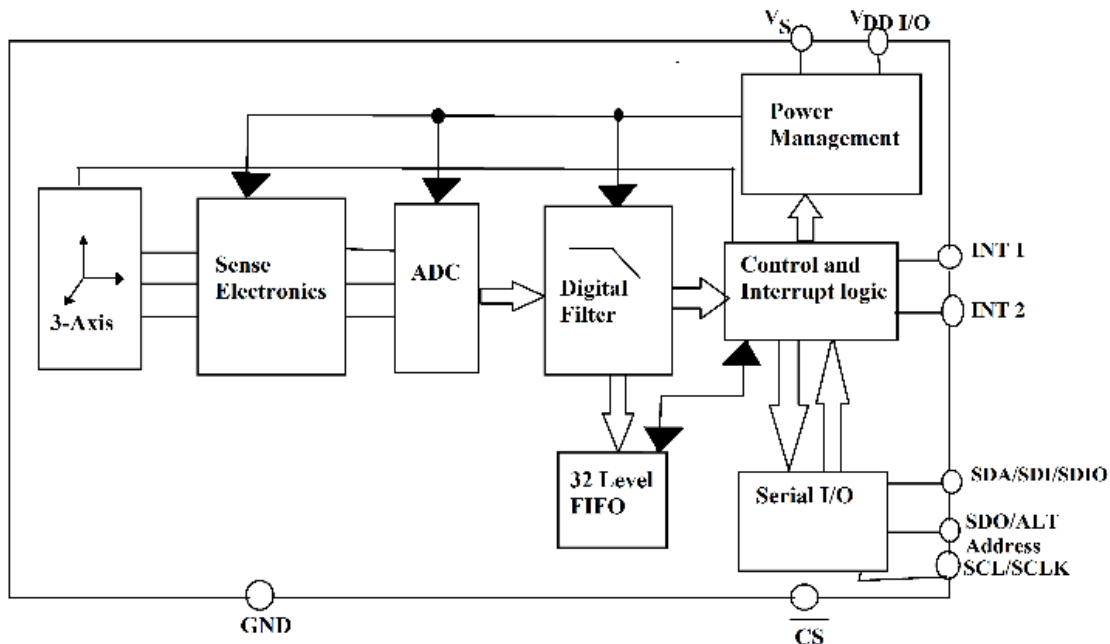 VS
VDD I/O
Power
Management
3-Axis
Sense
Electronics
ADC
Digital
Filter
Control and
Interrupt logic
INT 1
INT 2
32 Level
FIFO
Serial I/O
SDA/SDI/SDIO
SDO/ALT
Address
SCL/SCLK
GND
CS